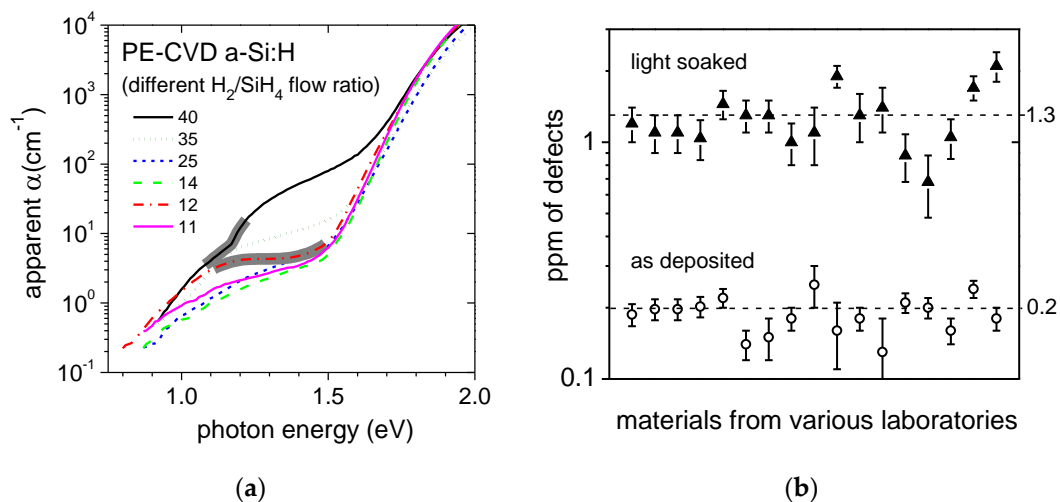 PE-CVD a-Si:H
(different H2/SiH4 flow ratio)
40
35
25
14
12
11
10^4
10^3
10^2
10^1
10^0
10^-1
apparent α(cm^-1)
1.0 1.5 2.0
photon energy (eV)
(a)
light soaked
as deposited
1
0.1
ppm of defects
1.3
0.2
materials from various laboratories
(b)